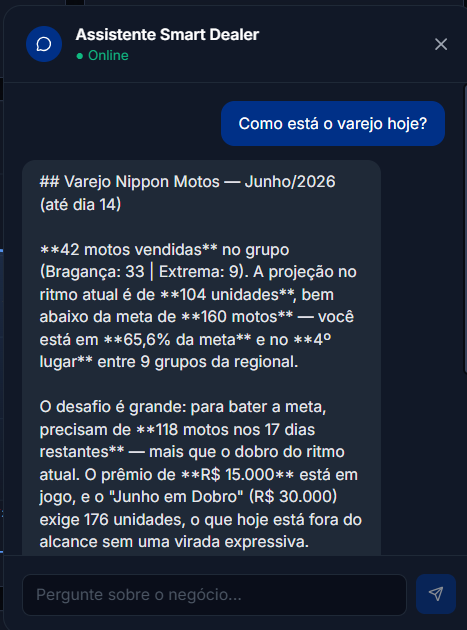 Assistente Smart Dealer
Online
Como está o varejo hoje?
## Varejo Nippon Motos — Junho/2026
(até dia 14)
**42 motos vendidas** no grupo
(Bragança: 33 | Extrema: 9). A projeção no
ritmo atual é de **104 unidades**, bem
abaixo da meta de **160 motos** — você
está em **65,6% da meta** e no **4º
lugar** entre 9 grupos da regional.
O desafio é grande: para bater a meta,
precisam de **118 motos nos 17 dias
restantes** — mais que o dobro do ritmo
atual. O prêmio de **R$ 15.000** está em
jogo, e o "Junho em Dobro" (R$ 30.000)
exige 176 unidades, o que hoje está fora do
alcance sem uma virada expressiva.
Pergunte sobre o negócio...